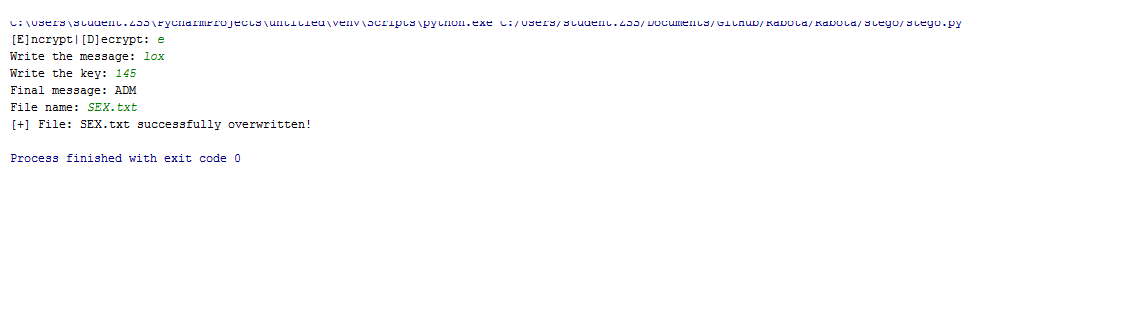 C:\Users\student.ZSS\PycharmProjects\untitled\venv\Scripts\python.exe C:/Users/student.ZSS/Documents/GitHub/Rabota/Rabota/stego/stego.py
[E]ncrypt|[D]ecrypt: e
Write the message: lox
Write the key: 145
Final message: ADM
File name: SEX.txt
[+] File: SEX.txt successfully overwritten!
Process finished with exit code 0